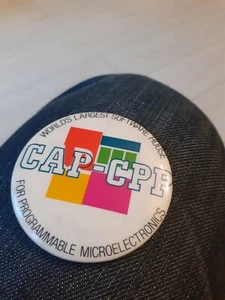 WORLD'S LARGEST SOFTWARE HOUSE
CAP-CPP
FOR PROGRAMMABLE MICROELECTRONICS